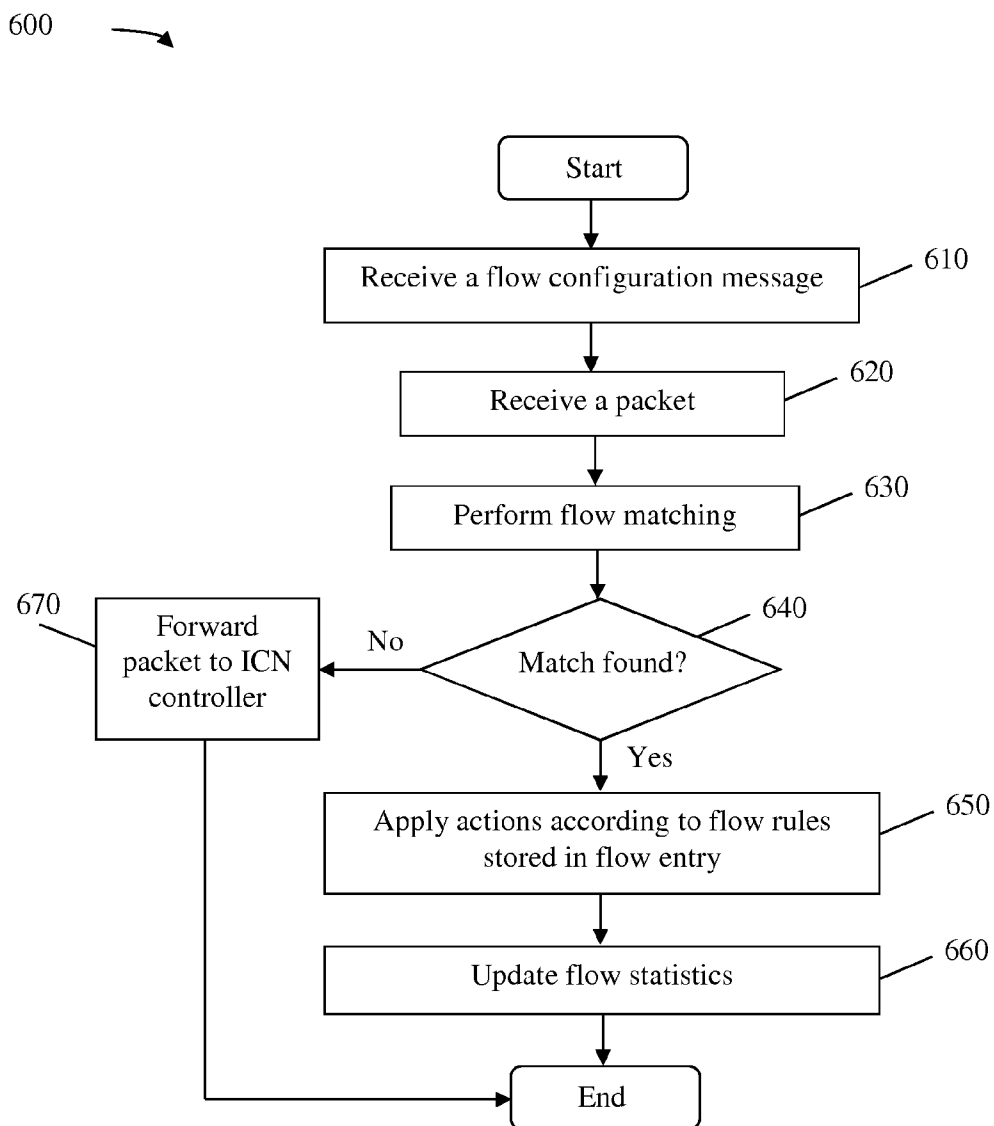 600
Start
Receive a flow configuration message
610
Receive a packet
620
Perform flow matching
630
Match found?
640
No
Forward
packet to ICN
controller
670
Yes
Apply actions according to flow rules
stored in flow entry
650
Update flow statistics
660
End